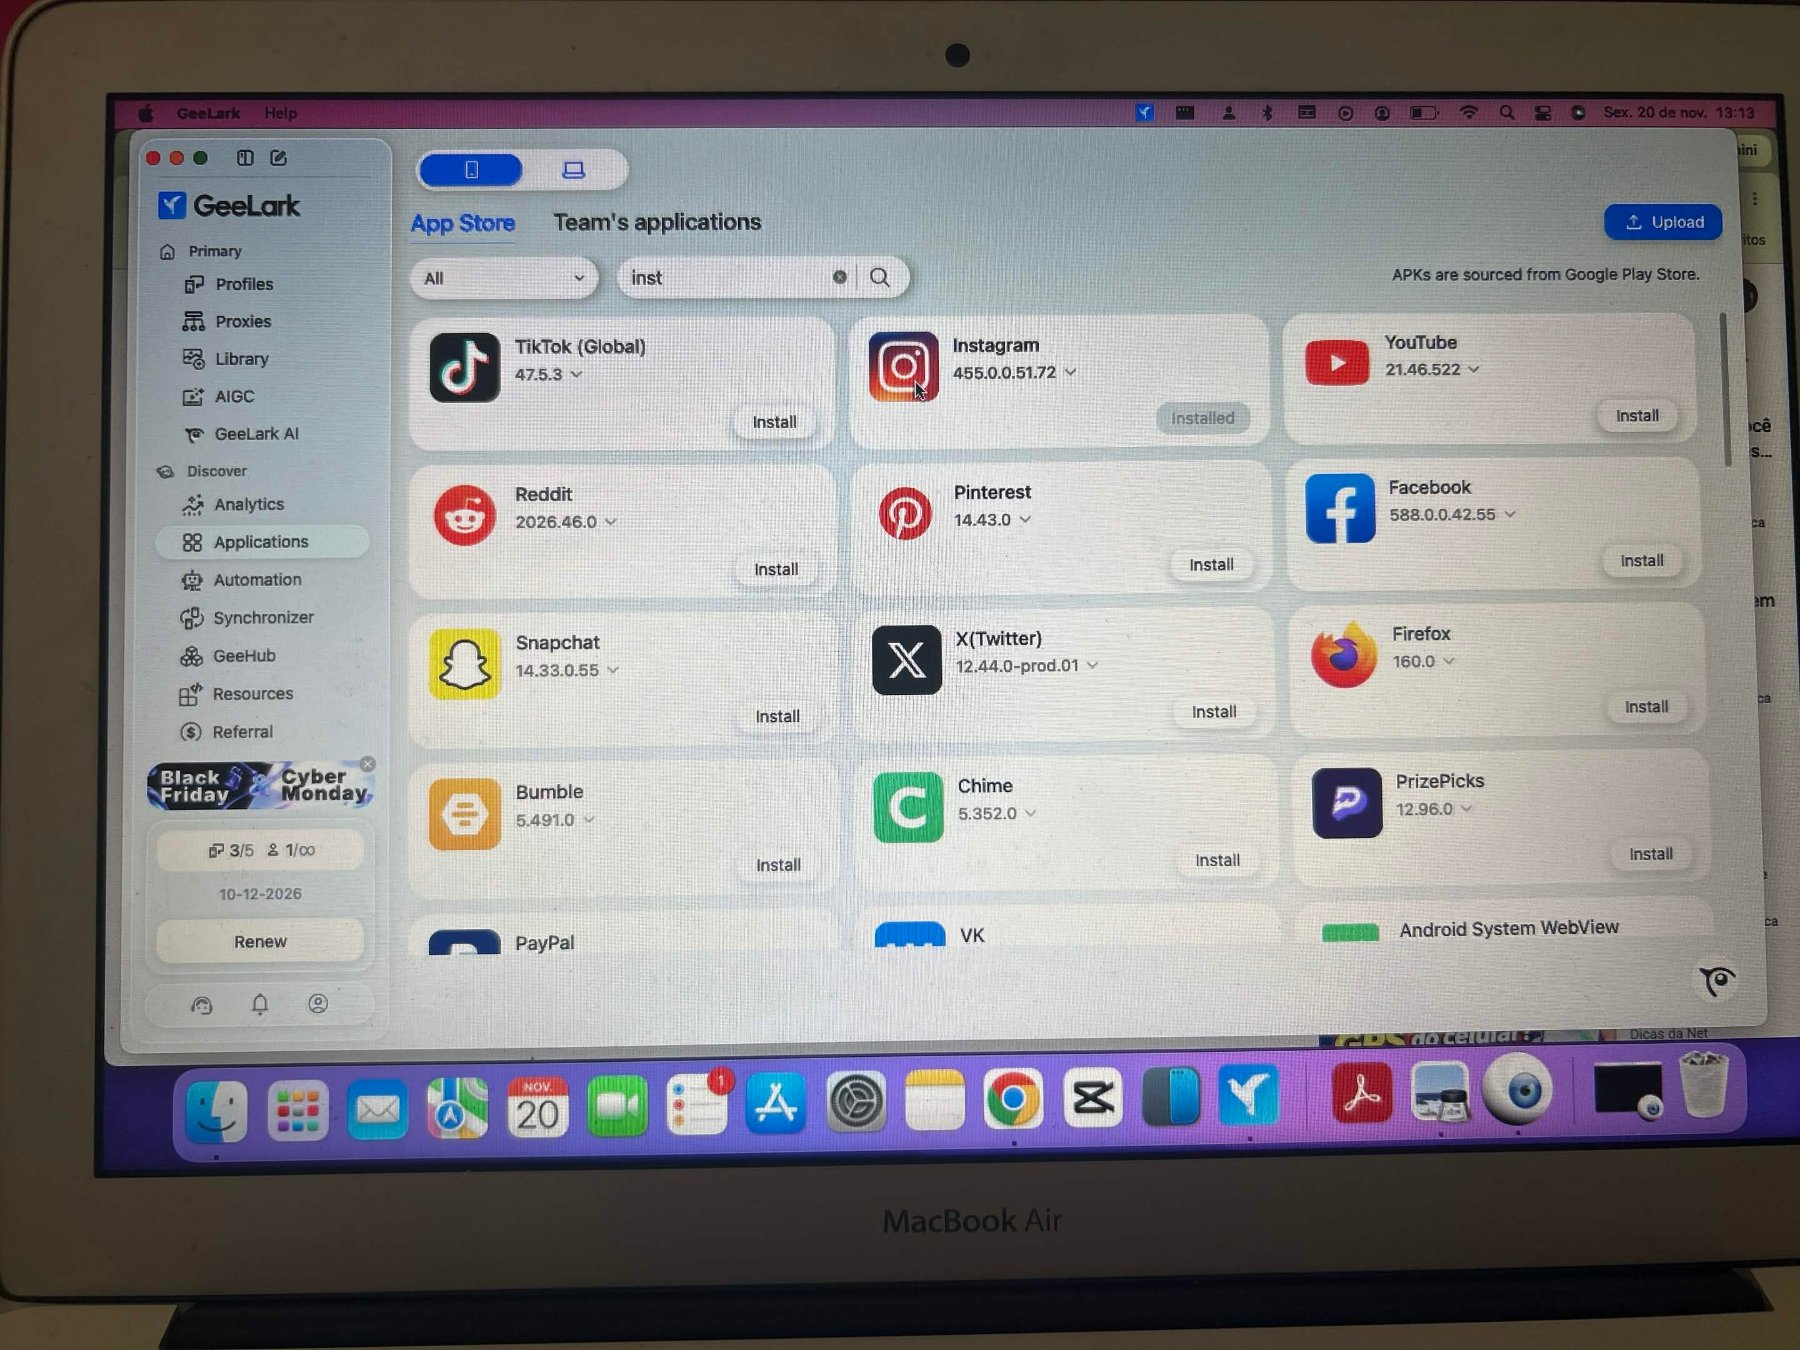 GeeLark Help
Sex. 20 de nov. 13:13
GeeLark
Primary
Profiles
Proxies
Library
AIGC
GeeLark AI
Discover
Analytics
Applications
Automation
Synchronizer
GeeHub
Resources
Referral
Black Friday
Cyber Monday
3/5 1/∞
10-12-2026
Renew
App Store Team's applications
Upload
All
inst
APKs are sourced from Google Play Store.
TikTok (Global)
47.5.3
Install
Instagram
455.0.0.51.72
Installed
YouTube
21.46.522
Install
Reddit
2026.46.0
Install
Pinterest
14.43.0
Install
Facebook
588.0.0.42.55
Install
Snapchat
14.33.0.55
Install
X(Twitter)
12.44.0-prod.01
Install
Firefox
160.0
Install
Bumble
5.491.0
Install
Chime
5.352.0
Install
PrizePicks
12.96.0
Install
PayPal
VK
Android System WebView
do celular?
Dicas da Net
NOV.
20
1
MacBook Air